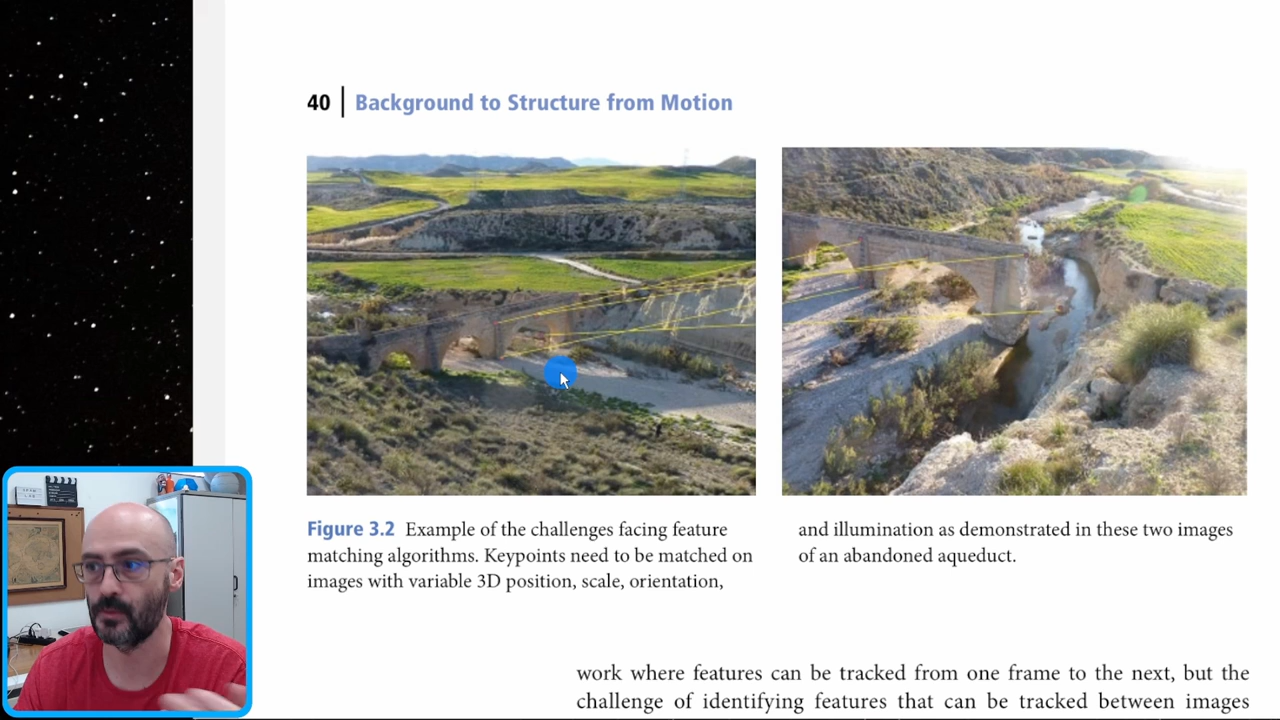 40 | Background to Structure from Motion
Figure 3.2 Example of the challenges facing feature
matching algorithms. Keypoints need to be matched on
images with variable 3D position, scale, orientation,
and illumination as demonstrated in these two images
of an abandoned aqueduct.
work where features can be tracked from one frame to the next, but the
challenge of identifying features that can be tracked between images